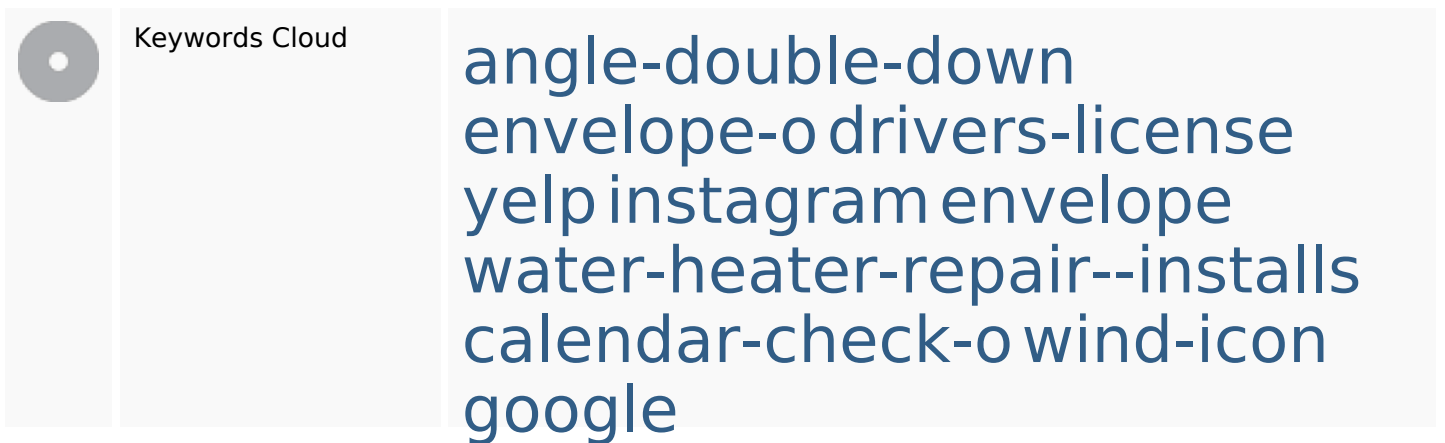 Keywords Cloud
angle-double-down
envelope-o drivers-license
yelp instagram envelope
water-heater-repair--installs
calendar-check-o wind-icon
google